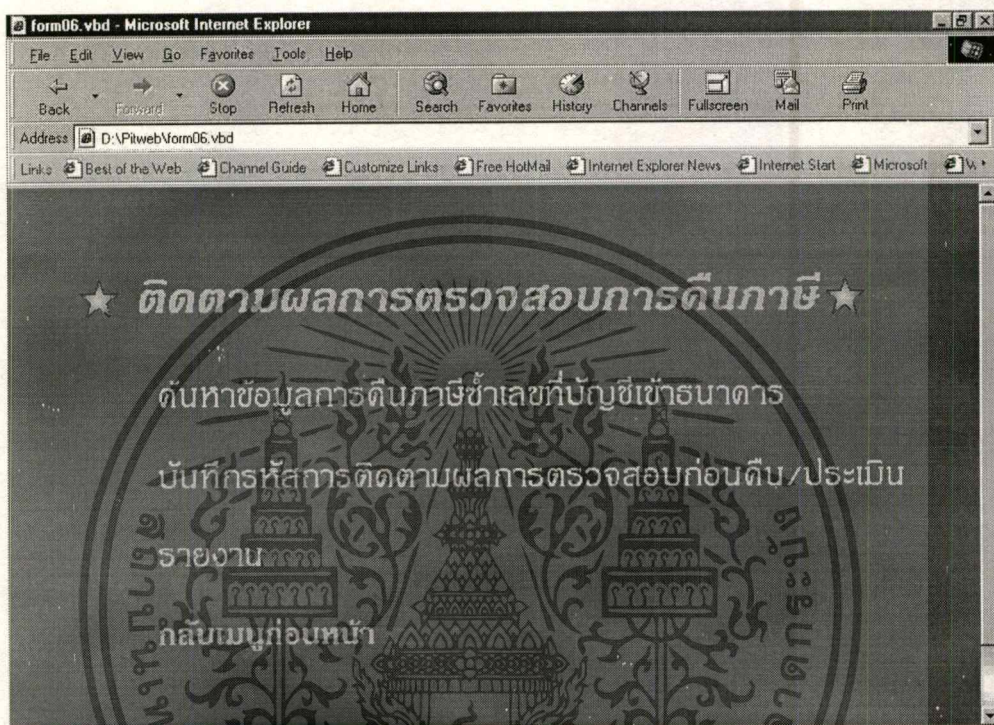 form06.vbd - Microsoft Internet Explorer
File Edit View Go Favorites Tools Help
Back Forward Stop Refresh Home Search Favorites History Channels Fullscreen Mail Print
Address D:\Pitweb\form06.vbd
Links Best of the Web Channel Guide Customize Links Free HotMail Internet Explorer News Internet Start Microsoft
ติดตามผลการตรวจสอบการคืนภาษี
ค้นหาข้อมูลการคืนภาษีซ้ำเลขที่บัญชีเข้าธนาคาร
บันทึกรหัสการติดตามผลการตรวจสอบก่อนคืน/ประเมิน
รายงาน
กลับเมนูก่อนหน้า